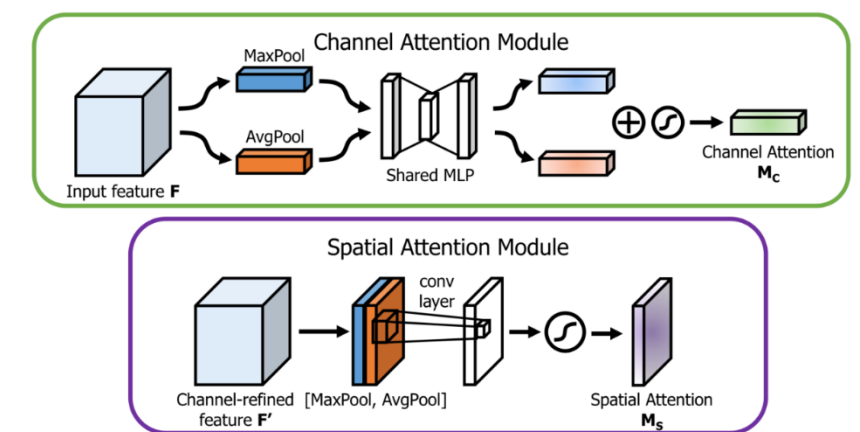 Channel Attention Module
MaxPool
AvgPool
Input feature F
Shared MLP
Channel Attention
Mc
Spatial Attention Module
conv
layer
Channel-refined
feature F'
[MaxPool, AvgPool]
Spatial Attention
Ms